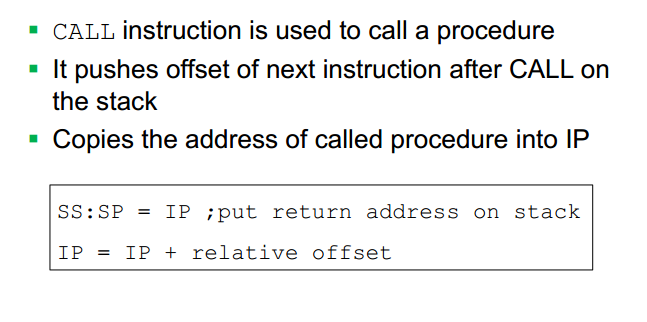 CALL instruction is used to call a procedure
It pushes offset of next instruction after CALL on
the stack
Copies the address of called procedure into IP
SS:SP = IP ;put return address on stack
IP = IP + relative offset